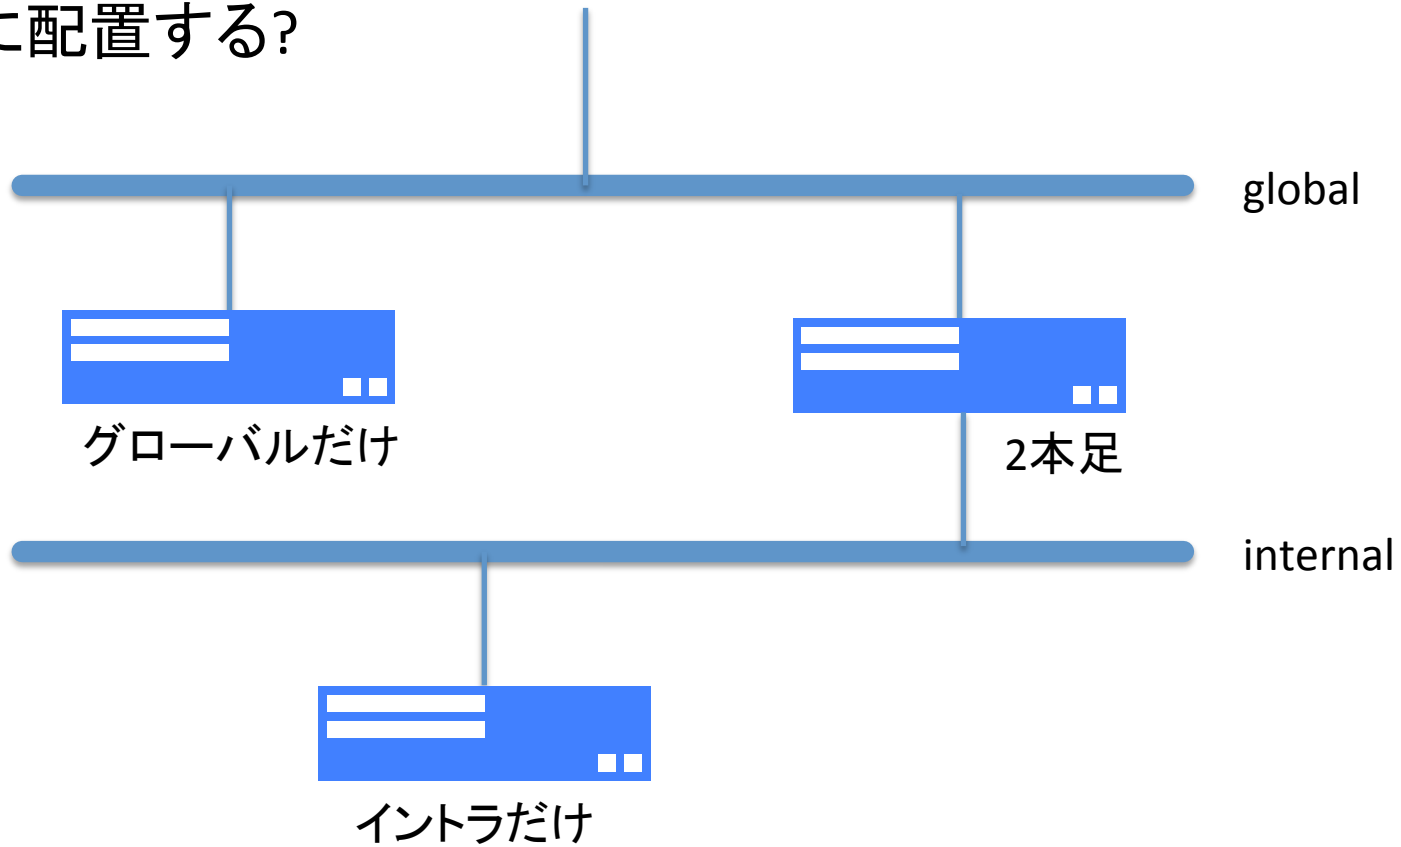 に配置する?
global
グローバルだけ
2本足
internal
イントラだけ